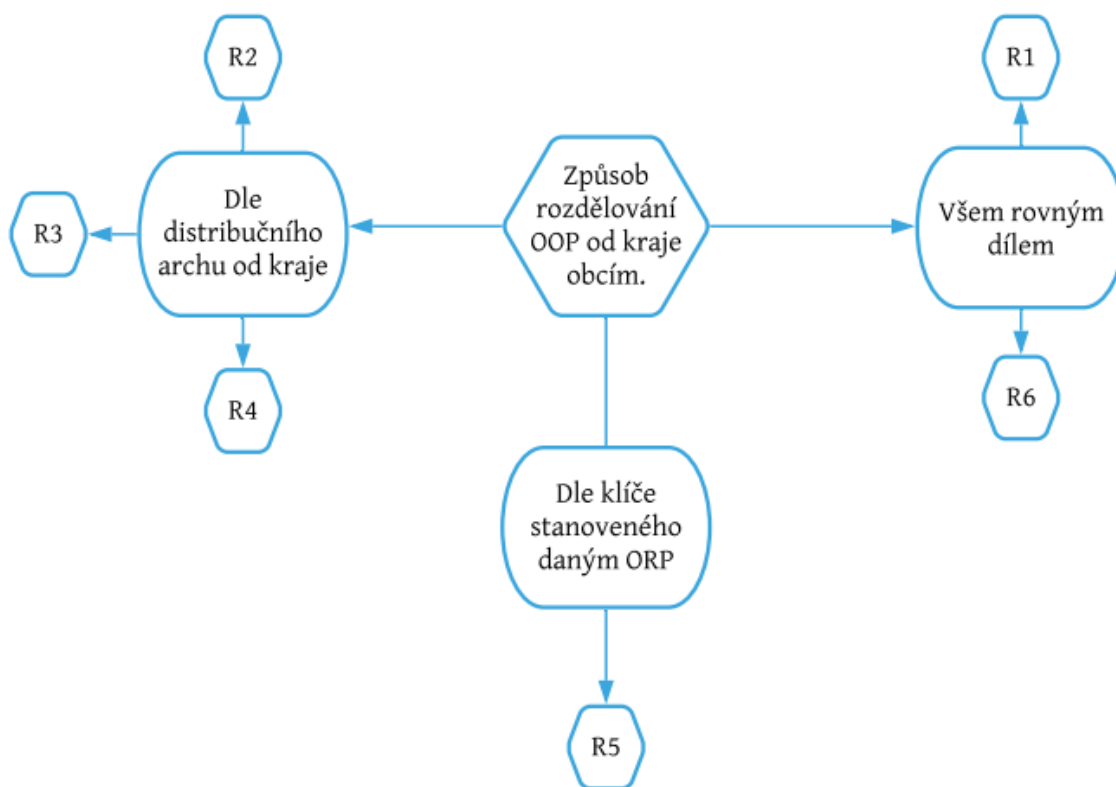 R2
R1
Způsob
rozdělování
OOP od kraje
obcím.
Dle
distribučního
archu od kraje
R3
Všem rovným
dílem
R4
R6
Dle klíče
stanoveného
daným ORP
R5